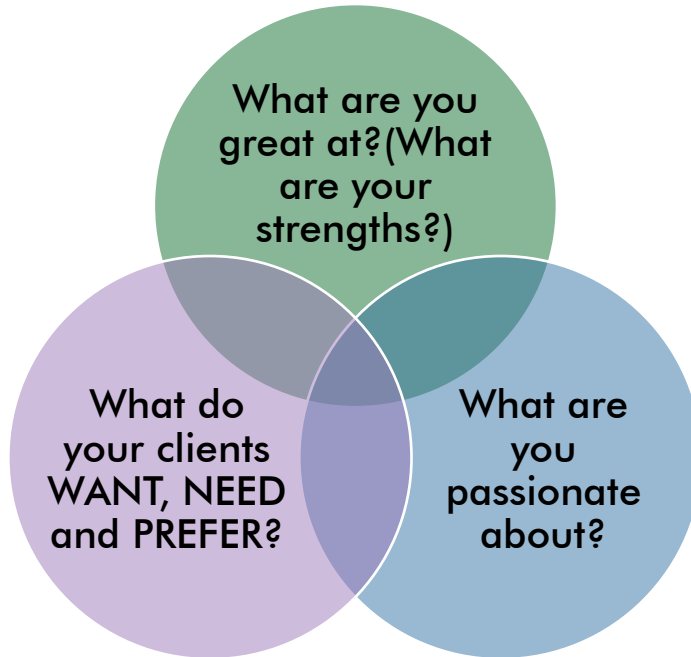 What are you
great at?(What
are your
strengths?)
What do
your clients
WANT, NEED
and PREFER?
What are
you
passionate
about?